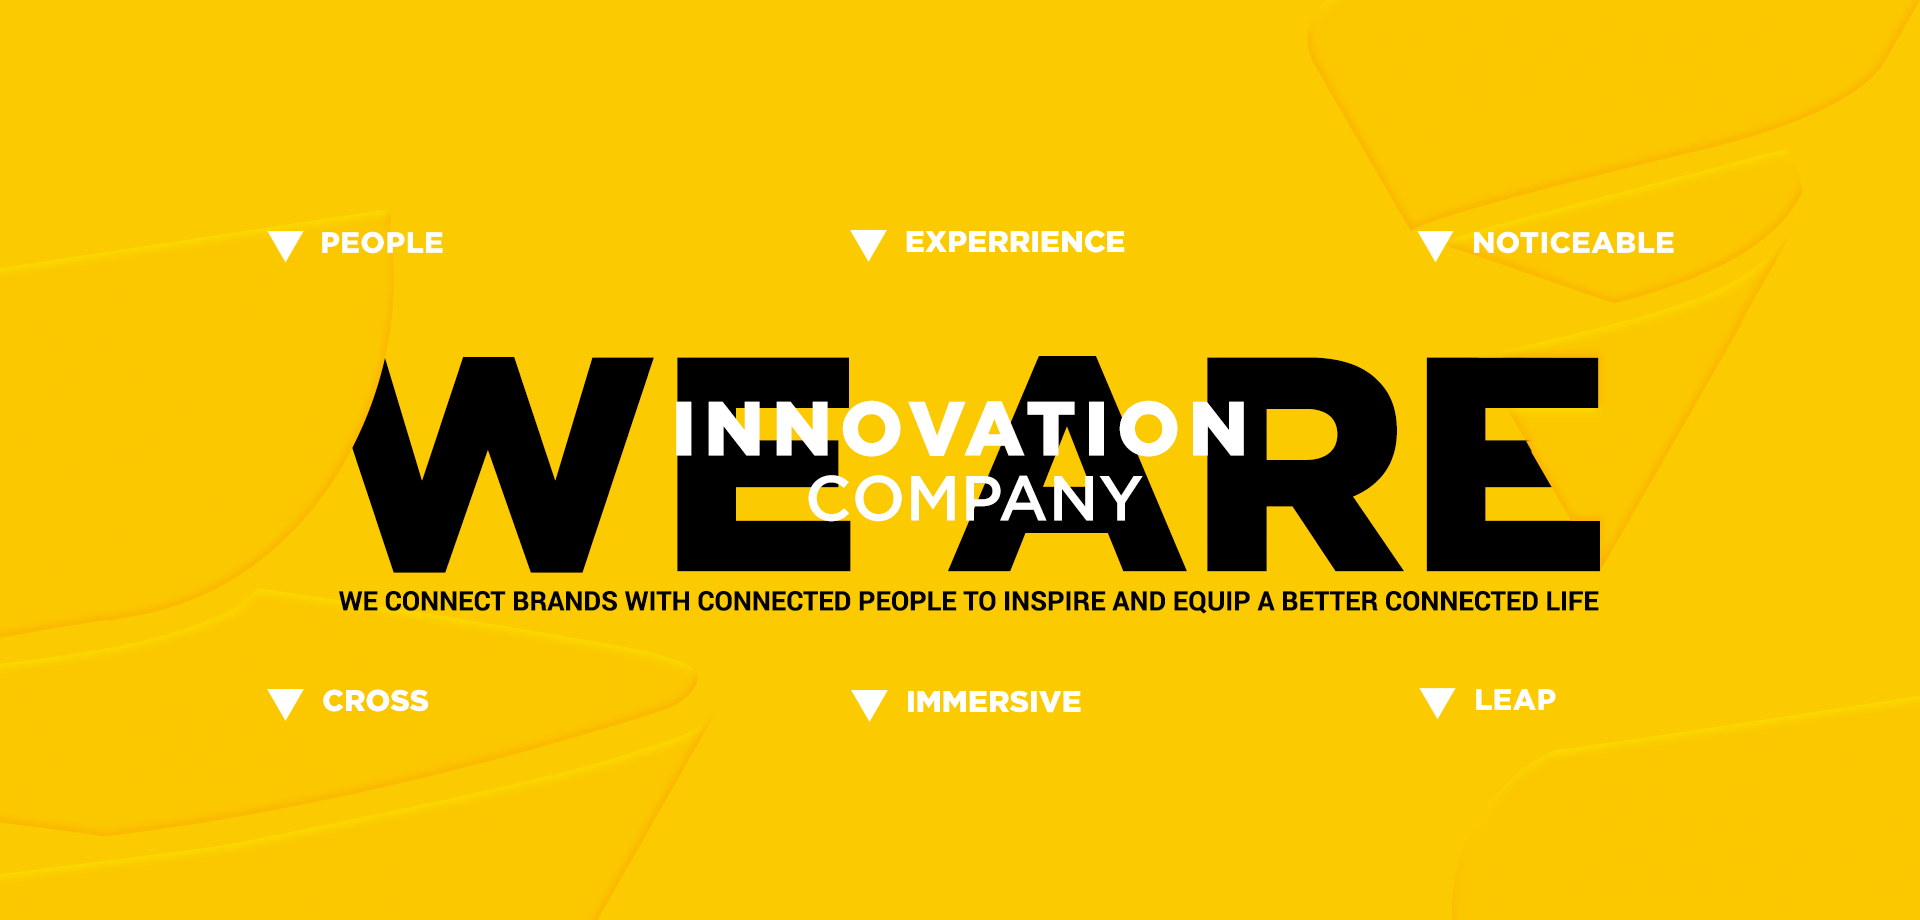 PEOPLE
EXPERRIENCE
NOTICEABLE
WE ARE
INNOVATION
COMPANY
WE CONNECT BRANDS WITH CONNECTED PEOPLE TO INSPIRE AND EQUIP A BETTER CONNECTED LIFE
CROSS
IMMERSIVE
LEAP